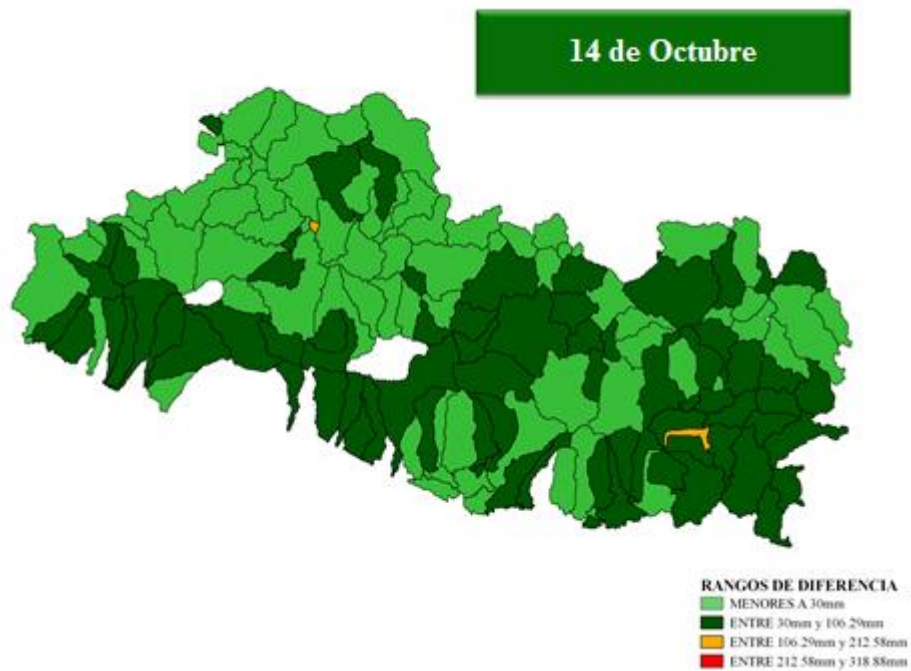 14 de Octubre
RANGOS DE DIFERENCIA
MENORES A 30mm
ENTRE 30mm y 106.29mm
ENTRE 106.29mm y 212.58mm
ENTRE 212.58mm y 318.88mm